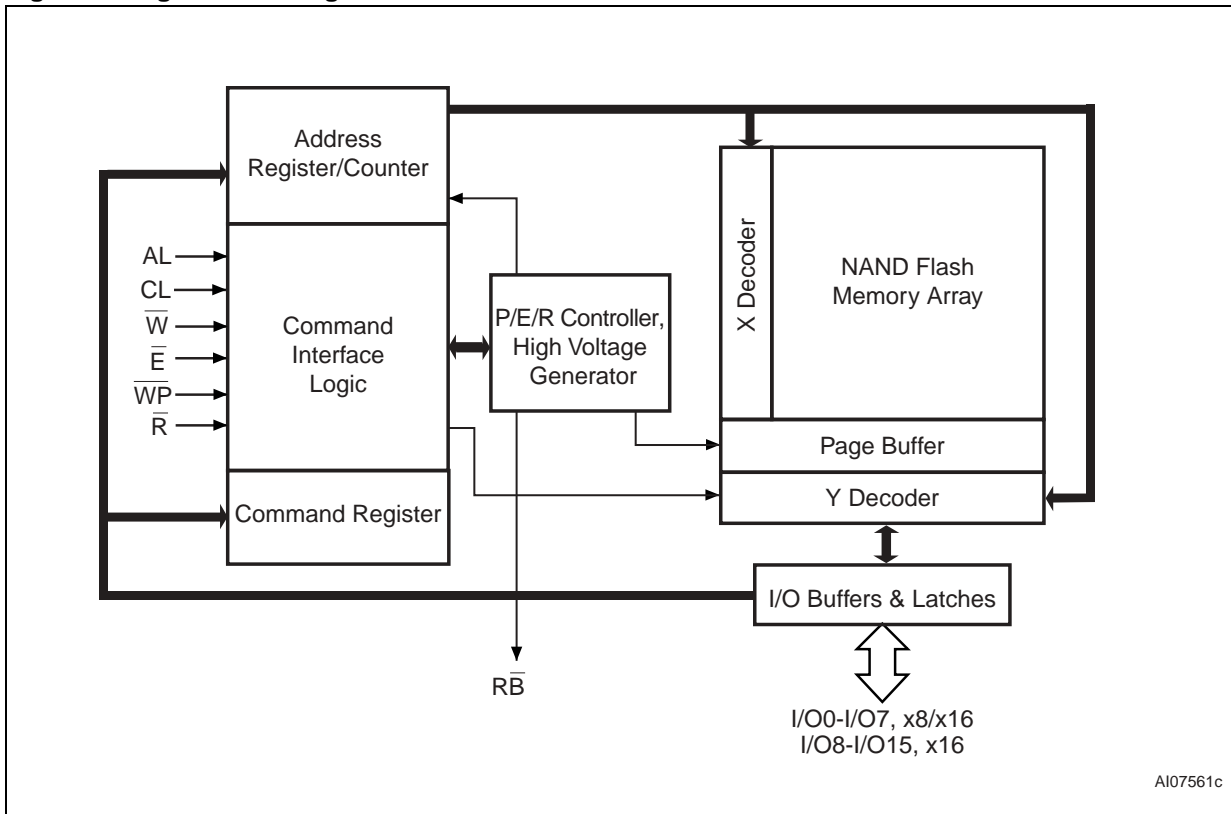 Address
Register/Counter
AL
CL
W̅
E̅
W̅P̅
R̅
Command
Interface
Logic
Command Register
P/E/R Controller,
High Voltage
Generator
RB̅
X Decoder
NAND Flash
Memory Array
Page Buffer
Y Decoder
I/O Buffers & Latches
I/O0-I/O7, x8/x16
I/O8-I/O15, x16
AI07561c